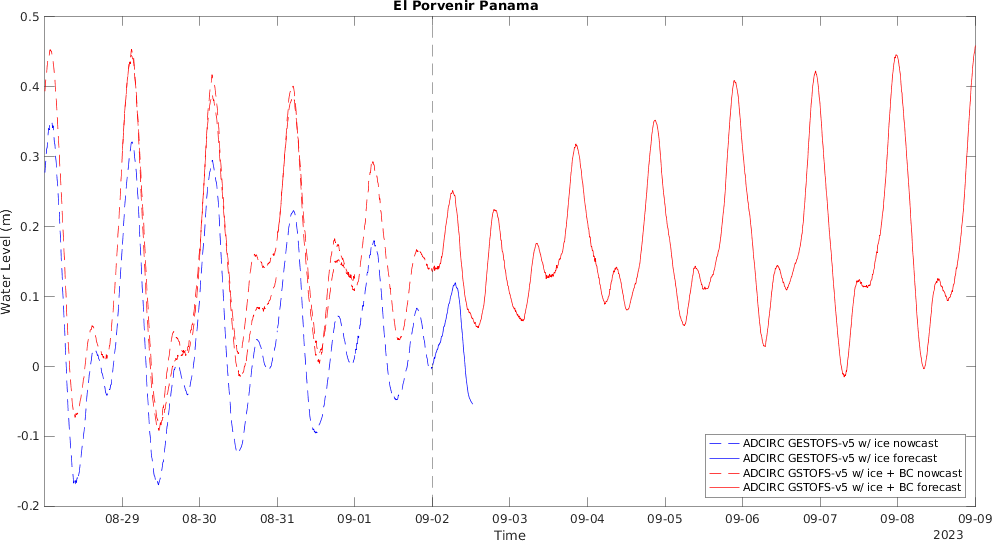 El Porvenir Panama
0.5
0.4
0.3
0.2
0.1
0
-0.1
-0.2
Water Level (m)
ADCIRC GESTOFS-v5 w/ ice nowcast
ADCIRC GESTOFS-v5 w/ ice forecast
ADCIRC GSTOFS-v5 w/ ice + BC nowcast
ADCIRC GSTOFS-v5 w/ ice + BC forecast
08-29 08-30 08-31 09-01 09-02 09-03 09-04 09-05 09-06 09-07 09-08 09-09
Time
2023